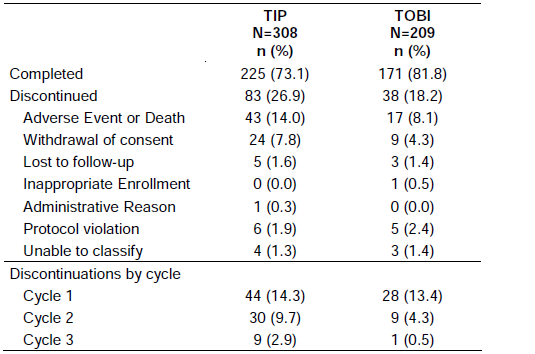 TIP TOBI
N=308 N=209
n (%) n (%)
Completed 225 (73.1) 171 (81.8)
Discontinued 83 (26.9) 38 (18.2)
Adverse Event or Death 43 (14.0) 17 (8.1)
Withdrawal of consent 24 (7.8) 9 (4.3)
Lost to follow-up 5 (1.6) 3 (1.4)
Inappropriate Enrollment 0 (0.0) 1 (0.5)
Administrative Reason 1 (0.3) 0 (0.0)
Protocol violation 6 (1.9) 5 (2.4)
Unable to classify 4 (1.3) 3 (1.4)
Discontinuations by cycle
Cycle 1 44 (14.3) 28 (13.4)
Cycle 2 30 (9.7) 9 (4.3)
Cycle 3 9 (2.9) 1 (0.5)